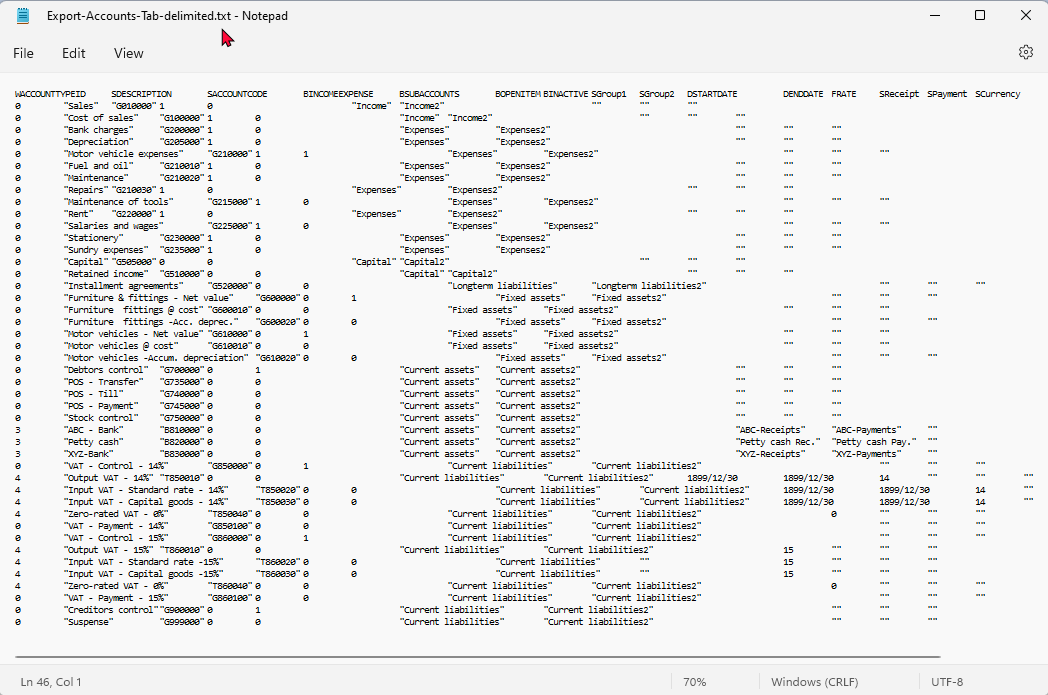 Export-Accounts-Tab-delimited.txt - Notepad
File Edit View
WACCOUNTTYPEID SDESCRIPTION SACCOUNTCODE BINCOMEEXPENSE BSUBACCOUNTS BOPENITEM BINACTIVE SGroup1 SGroup2 DSTARTDATE DENDDATE FRATE SReceipt SPayment SCurrency
0 "Sales" "G010000" 1 0 "Income" "Income2" "" "" ""
0 "Cost of sales" "G100000" 1 0 "Income" "Income2" "" "" ""
0 "Bank charges" "G200000" 1 0 "Expenses" "Expenses2" "" "" ""
0 "Depreciation" "G205000" 1 0 "Expenses" "Expenses2" "" "" ""
0 "Motor vehicle expenses" "G210000" 1 1 "Expenses" "Expenses2" "" "" ""
0 "Fuel and oil" "G210010" 1 0 "Expenses" "Expenses2" "" "" ""
0 "Maintenance" "G210020" 1 0 "Expenses" "Expenses2" "" "" ""
0 "Repairs" "G210030" 1 0 "Expenses" "Expenses2" "" "" ""
0 "Maintenance of tools" "G215000" 1 0 "Expenses" "Expenses2" "" "" ""
0 "Rent" "G220000" 1 0 "Expenses" "Expenses2" "" "" ""
0 "Salaries and wages" "G225000" 1 0 "Expenses" "Expenses2" "" "" ""
0 "Stationery" "G230000" 1 0 "Expenses" "Expenses2" "" "" ""
0 "Sundry expenses" "G235000" 1 0 "Expenses" "Expenses2" "" "" ""
0 "Capital" "G505000" 0 0 "Capital" "Capital2" "" "" ""
0 "Retained income" "G510000" 0 0 "Capital" "Capital2" "" "" ""
0 "Installment agreements" "G520000" 0 0 "Longterm liabilities" "Longterm liabilities2" "" "" ""
0 "Furniture & fittings - Net value" "G600000" 0 1 "Fixed assets" "Fixed assets2" "" "" ""
0 "Furniture  fittings @ cost" "G600010" 0 0 "Fixed assets" "Fixed assets2" "" "" ""
0 "Furniture  fittings -Acc. deprec." "G600020" 0 0 "Fixed assets" "Fixed assets2" "" "" ""
0 "Motor vehicles - Net value" "G610000" 0 1 "Fixed assets" "Fixed assets2" "" "" ""
0 "Motor vehicles @ cost" "G610010" 0 0 "Fixed assets" "Fixed assets2" "" "" ""
0 "Motor vehicles -Accum. depreciation" "G610020" 0 0 "Fixed assets" "Fixed assets2" "" "" ""
0 "Debtors control" "G700000" 0 1 "Current assets" "Current assets2" "" "" ""
0 "POS - Transfer" "G735000" 0 0 "Current assets" "Current assets2" "" "" ""
0 "POS - Till" "G740000" 0 0 "Current assets" "Current assets2" "" "" ""
0 "POS - Payment" "G745000" 0 0 "Current assets" "Current assets2" "" "" ""
0 "Stock control" "G750000" 0 0 "Current assets" "Current assets2" "" "" ""
3 "ABC - Bank" "B810000" 0 0 "Current assets" "Current assets2" "ABC-Receipts" "ABC-Payments" ""
3 "Petty cash" "B820000" 0 0 "Current assets" "Current assets2" "Petty cash Rec." "Petty cash Pay." ""
3 "XYZ-Bank" "B830000" 0 0 "Current assets" "Current assets2" "XYZ-Receipts" "XYZ-Payments" ""
0 "VAT - Control - 14%" "G850000" 0 1 "Current liabilities" "Current liabilities2" "" "" ""
4 "Output VAT - 14%" "T850010" 0 0 "Current liabilities" "Current liabilities2" 1899/12/30 1899/12/30 14 "" "" ""
4 "Input VAT - Standard rate - 14%" "T850020" 0 0 "Current liabilities" "Current liabilities2" 1899/12/30 1899/12/30 14 ""
4 "Input VAT - Capital goods - 14%" "T850030" 0 0 "Current liabilities" "Current liabilities2" 1899/12/30 1899/12/30 14 ""
4 "Zero-rated VAT - 0%" "T850040" 0 0 "Current liabilities" "Current liabilities2" 0 "" "" ""
0 "VAT - Payment - 14%" "G850100" 0 0 "Current liabilities" "Current liabilities2" "" "" ""
0 "VAT - Control - 15%" "G860000" 0 1 "Current liabilities" "Current liabilities2" "" "" ""
4 "Output VAT - 15%" "T860010" 0 0 "Current liabilities" "Current liabilities2" 15 "" "" ""
4 "Input VAT - Standard rate -15%" "T860020" 0 0 "Current liabilities" "" 15 "" "" ""
4 "Input VAT - Capital goods -15%" "T860030" 0 0 "Current liabilities" "" 15 "" "" ""
4 "Zero-rated VAT - 0%" "T860040" 0 0 "Current liabilities" "Current liabilities2" 0 "" "" ""
0 "VAT - Payment - 15%" "G860100" 0 0 "Current liabilities" "Current liabilities2" "" "" ""
0 "Creditors control" "G900000" 0 1 "Current liabilities" "Current liabilities2" "" "" ""
0 "Suspense" "G999000" 0 0 "Current liabilities" "Current liabilities2" "" "" ""
Ln 46, Col 1 70% Windows (CRLF) UTF-8